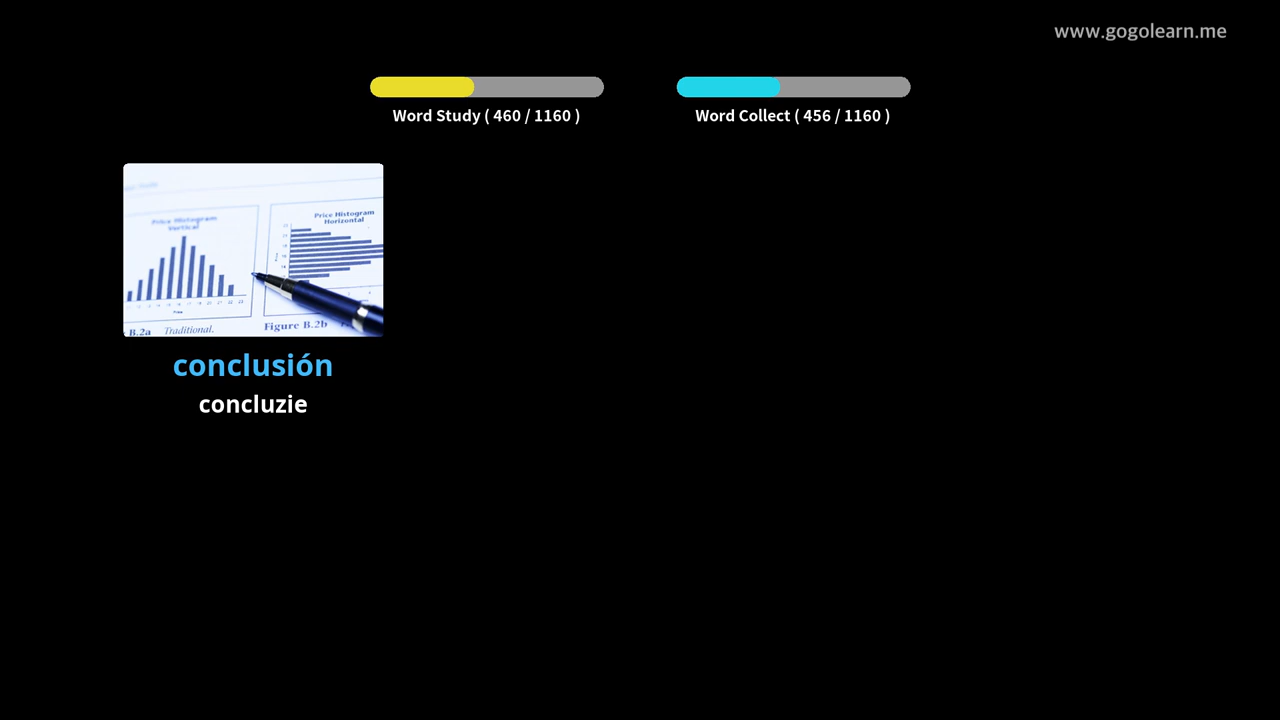 www.gogolearn.me
Word Study ( 460 / 1160 )
Word Collect ( 456 / 1160 )
Price Histogram
Vertical
Price Histogram
Horizontal
Price
B.2a Traditional.
Figure B.2b
conclusión
concluzie